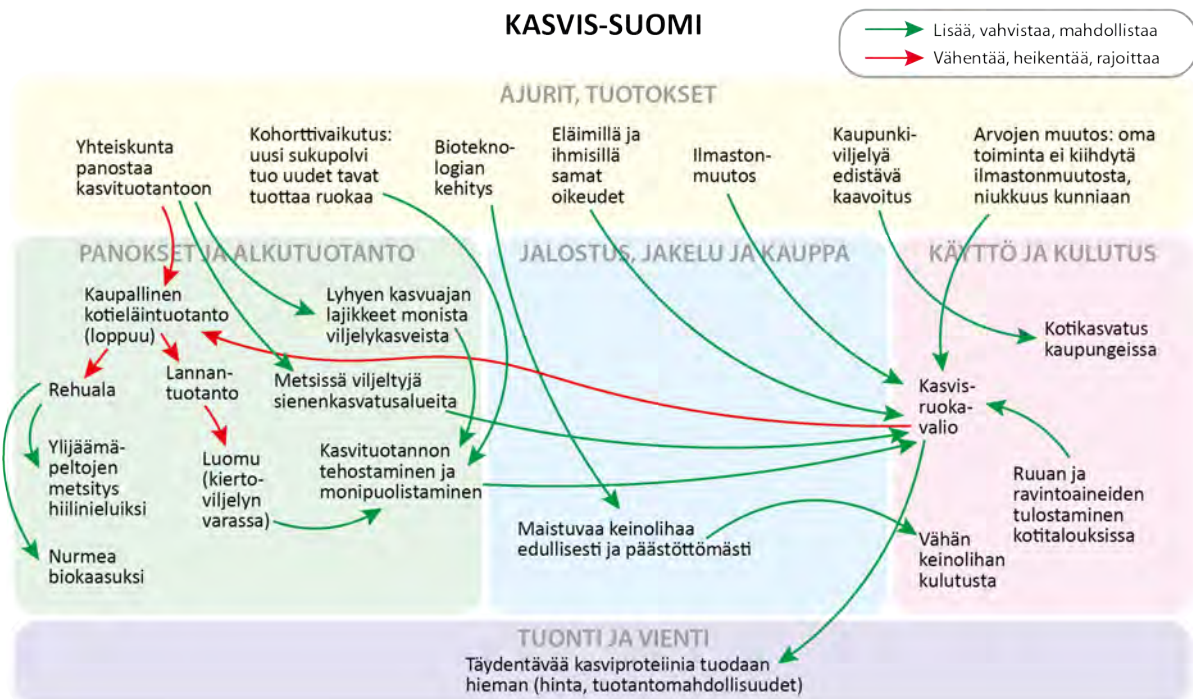 KASVIS-SUOMI
Lisää, vahvistaa, mahdollistaa
Vähentää, heikentää, rajoittaa
AJURIT, TUOTOKSET
Yhteiskunta
panostaa
kasvituotantoon
Kohorttivaikutus:
uusi sukupolvi
tuo uudet tavat
tuottaa ruokaa
Biotekno-
logian
kehitys
Eläimillä ja
ihmisillä
samat
oikeudet
Ilmaston-
muutos
Kaupunki-
viljelyä
edistävä
kaavoitus
Arvojen muutos: oma
toiminta ei kiihdytä
ilmastonmuutosta,
niukkuus kunniaan
PANOKSET JA ALKUTUOTANTO
Kaupallinen
kotieläintuotanto
(loppuu)
Lyhyen kasvuajan
lajikkeet monista
viljelykasveista
Rehuala
Lannan-
tuotanto
Metsissä viljeltyjä
sienenkasvatusalueita
Ylijäämä-
peltojen
metsitys
hiilinieluiksi
Luomu
(kierto-
viljelyn
varassa)
Kasvituotannon
tehostaminen ja
monipuolistaminen
Nurmea
biokaasuksi
JALOSTUS, JAKELU JA KAUPPA
Maistuvaa keinolihaa
edullisesti ja päästöttömästi
KÄYTTÖ JA KULUTUS
Kotikasvatus
kaupungeissa
Kasvis-
ruoka-
valio
Ruuan ja
ravintoaineiden
tulostaminen
kotitalouksissa
Vähän
keinolihan
kulutusta
TUONTI JA VIENTI
Täydentävää kasviproteiinia tuodaan
hieman (hinta, tuotantomahdollisuudet)